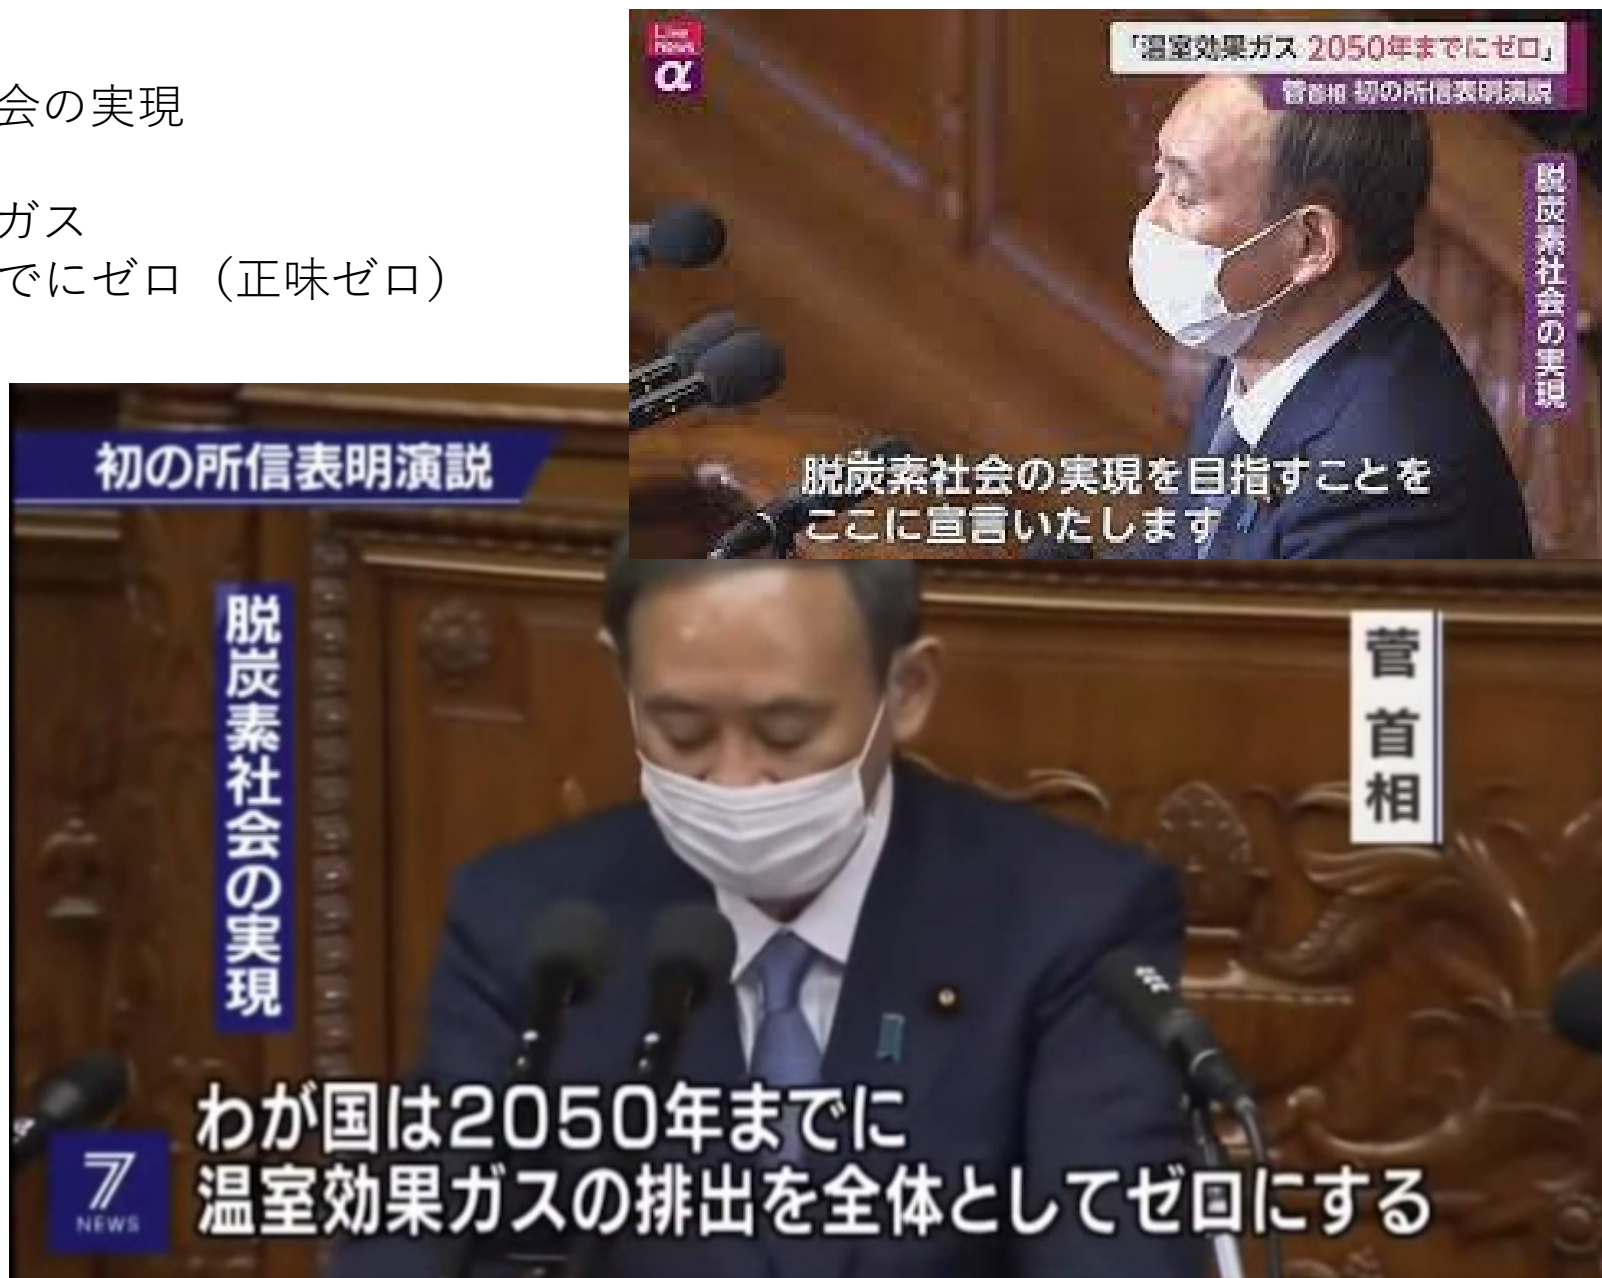 会の実現
ガス
でにゼロ（正味ゼロ）
Live News α
「温室効果ガス 2050年までにゼロ」
菅首相 初の所信表明演説
脱炭素社会の実現
脱炭素社会の実現を目指すことを
ここに宣言いたします
初の所信表明演説
脱炭素社会の実現
菅首相
わが国は2050年までに
温室効果ガスの排出を全体としてゼロにする
7
NEWS